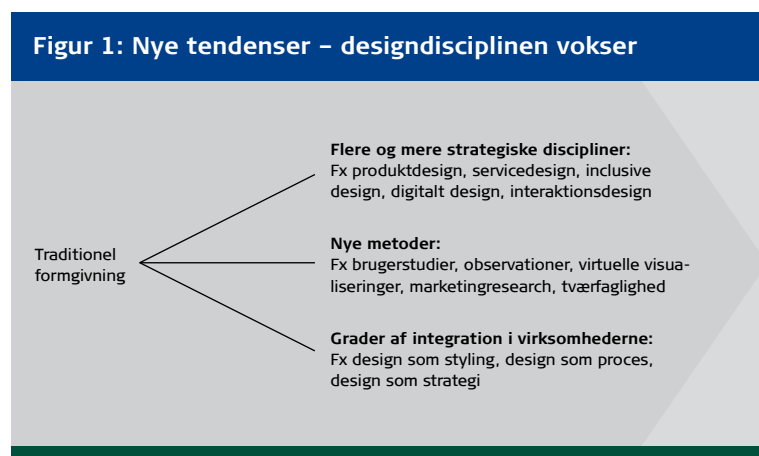 Figur 1: Nye tendenser – designdisciplinen vokser
Traditionel
formgivning
Flere og mere strategiske discipliner:
Fx produktdesign, servicedesign, inclusive
design, digitalt design, interaktionsdesign
Nye metoder:
Fx brugerstudier, observationer, virtuelle visua-
liseringer, marketingresearch, tværfaglighed
Grader af integration i virksomhederne:
Fx design som styling, design som proces,
design som strategi